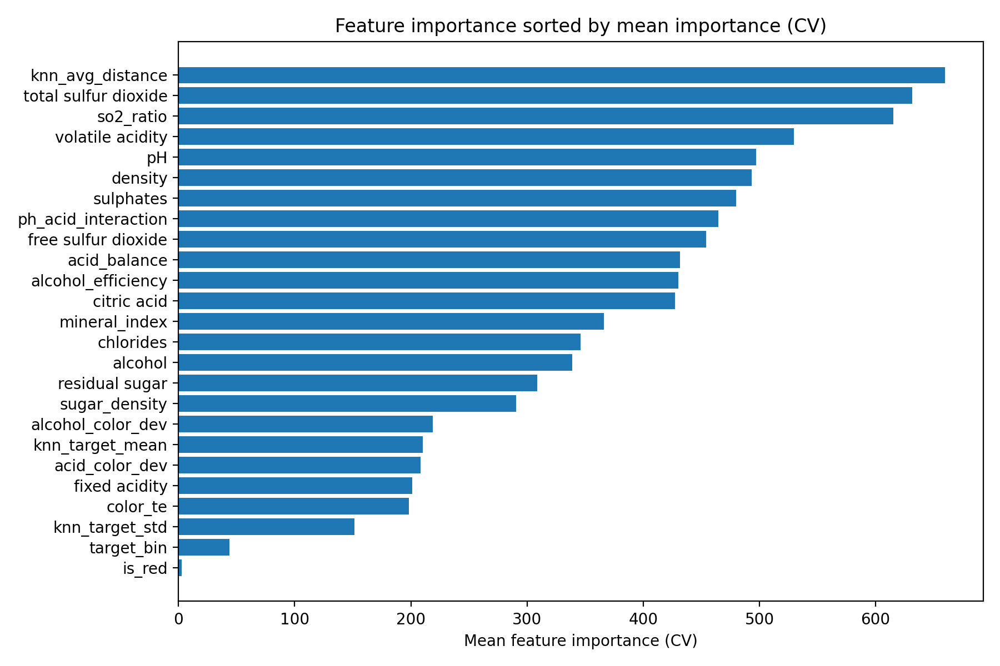 Feature importance sorted by mean importance (CV)
knn_avg_distance
total sulfur dioxide
so2_ratio
volatile acidity
pH
density
sulphates
ph_acid_interaction
free sulfur dioxide
acid_balance
alcohol_efficiency
citric acid
mineral_index
chlorides
alcohol
residual sugar
sugar_density
alcohol_color_dev
knn_target_mean
acid_color_dev
fixed acidity
color_te
knn_target_std
target_bin
is_red
0 100 200 300 400 500 600
Mean feature importance (CV)